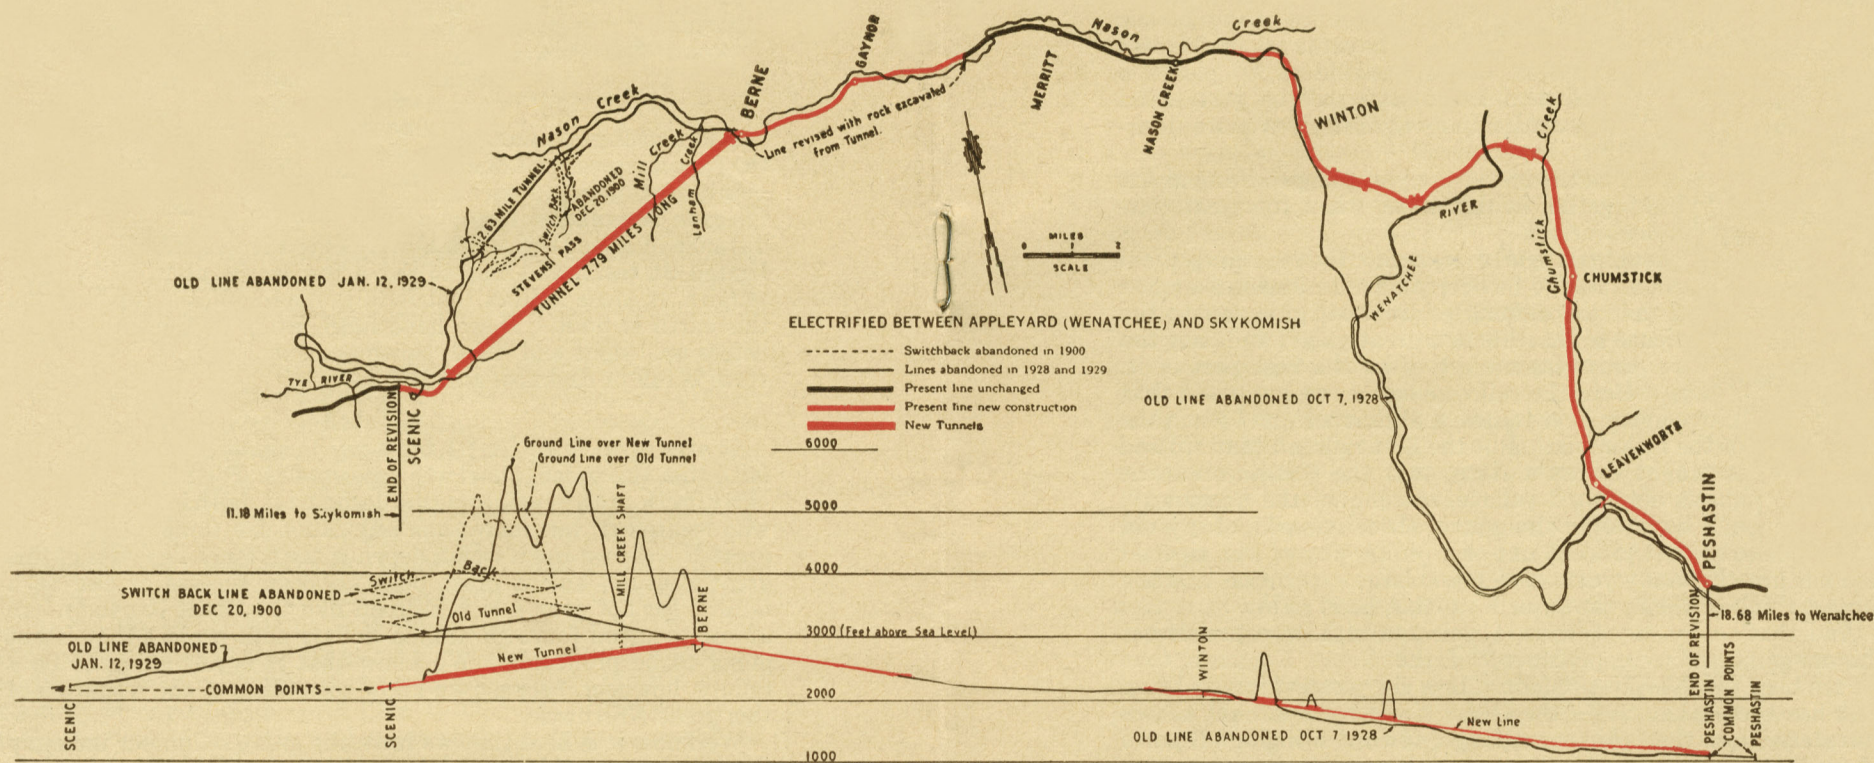 Nason Creek
GAYNOR
BERNE
Nason Creek
Line revised with rock excavated
from Tunnel.
MERRITT
NASON CREEK
WINTON
Mill Creek
Lanham Creek
2.63 MILE TUNNEL
Switch Back
ABANDONED
DEC. 20, 1900
STEVENS PASS
TUNNEL 7.79 MILES LONG
OLD LINE ABANDONED JAN. 12, 1929
TYE RIVER
END OF REVISION
SCENIC
11.18 Miles to Skykomish
MILES
0 1 2
SCALE
RIVER
WENATCHEE
Chumstick Creek
CHUMSTICK
LEAVENWORTH
PESHASTIN
OLD LINE ABANDONED OCT 7, 1928
ELECTRIFIED BETWEEN APPLEYARD (WENATCHEE) AND SKYKOMISH
Switchback abandoned in 1900
Lines abandoned in 1928 and 1929
Present line unchanged
Present line new construction
New Tunnels
Ground Line over New Tunnel
Ground Line over Old Tunnel
6000
5000
4000
3000 (Feet above Sea Level)
2000
1000
MILL CREEK SHAFT
BERNE
Switch Back
SWITCH BACK LINE ABANDONED
DEC 20, 1900
Old Tunnel
New Tunnel
OLD LINE ABANDONED
JAN. 12, 1929
COMMON POINTS
SCENIC
SCENIC
WINTON
New Line
OLD LINE ABANDONED OCT 7 1928
18.68 Miles to Wenatchee
END OF REVISION
PESHASTIN
COMMON POINTS
PESHASTIN